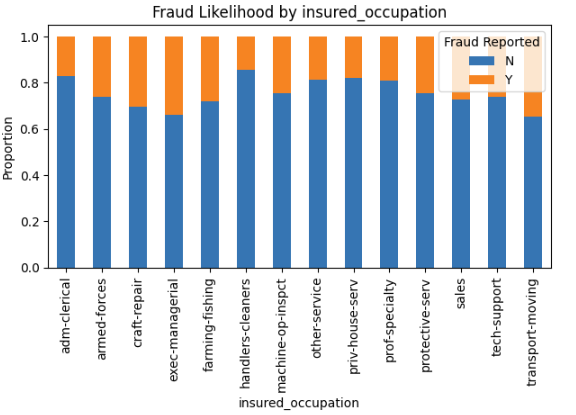 Fraud Likelihood by insured_occupation
Fraud Reported
N
Y
Proportion
1.0
0.8
0.6
0.4
0.2
0.0
adm-clerical
armed-forces
craft-repair
exec-managerial
farming-fishing
handlers-cleaners
machine-op-inspct
other-service
priv-house-serv
prof-specialty
protective-serv
sales
tech-support
transport-moving
insured_occupation